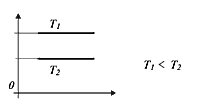 T₁
T₂
T₁ < T₂
0